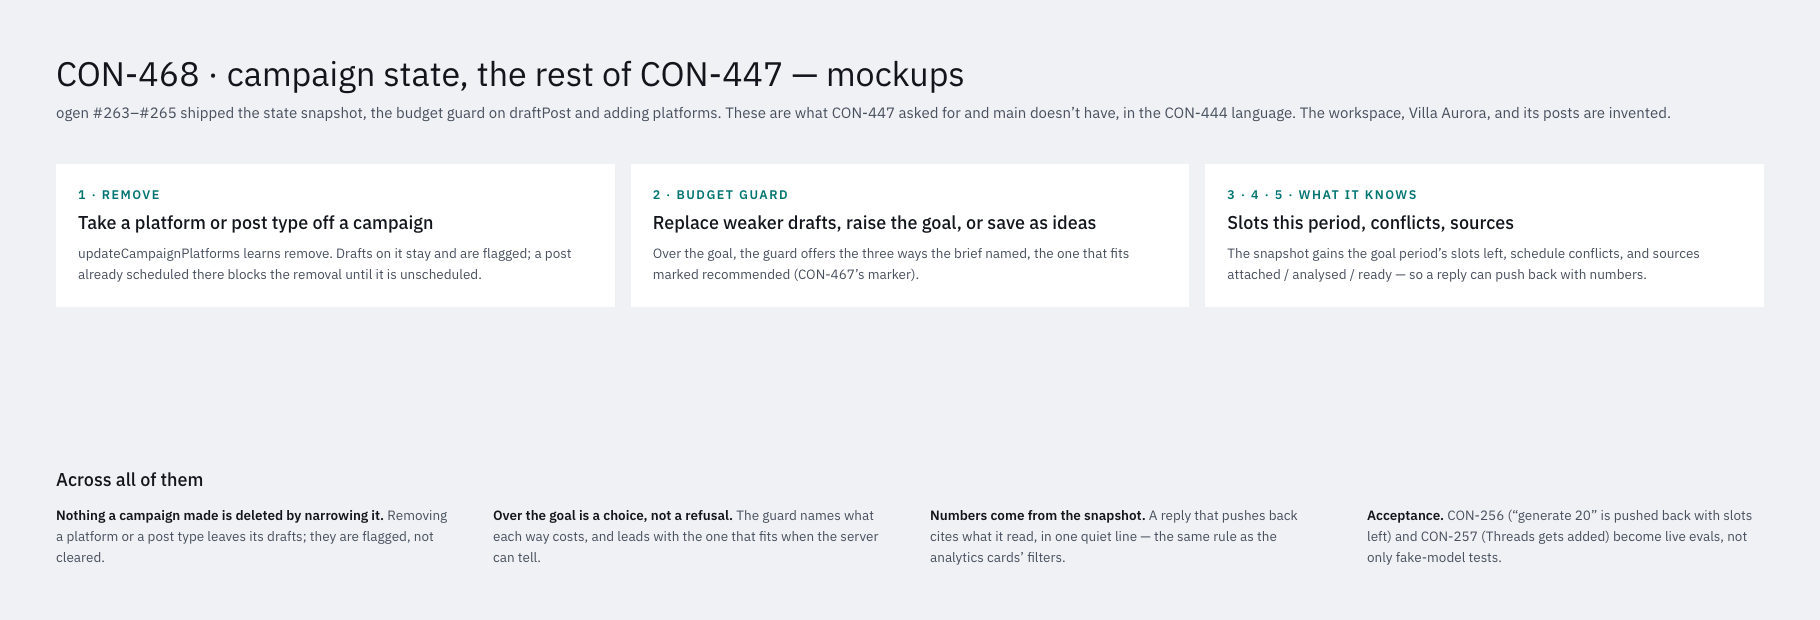 CON-468 · campaign state, the rest of CON-447 — mockups
ogen #263–#265 shipped the state snapshot, the budget guard on draftPost and adding platforms. These are what CON-447 asked for and main doesn’t have, in the CON-444 language. The workspace, Villa Aurora, and its posts are invented.
1 · REMOVE
Take a platform or post type off a campaign
updateCampaignPlatforms learns remove. Drafts on it stay and are flagged; a post
already scheduled there blocks the removal until it is unscheduled.
2 · BUDGET GUARD
Replace weaker drafts, raise the goal, or save as ideas
Over the goal, the guard offers the three ways the brief named, the one that fits
marked recommended (CON-467’s marker).
3 · 4 · 5 · WHAT IT KNOWS
Slots this period, conflicts, sources
The snapshot gains the goal period’s slots left, schedule conflicts, and sources
attached / analysed / ready — so a reply can push back with numbers.
Across all of them
Nothing a campaign made is deleted by narrowing it. Removing
a platform or a post type leaves its drafts; they are flagged, not
cleared.
Over the goal is a choice, not a refusal. The guard names what
each way costs, and leads with the one that fits when the server
can tell.
Numbers come from the snapshot. A reply that pushes back
cites what it read, in one quiet line — the same rule as the
analytics cards’ filters.
Acceptance. CON-256 (“generate 20” is pushed back with slots
left) and CON-257 (Threads gets added) become live evals, not
only fake-model tests.